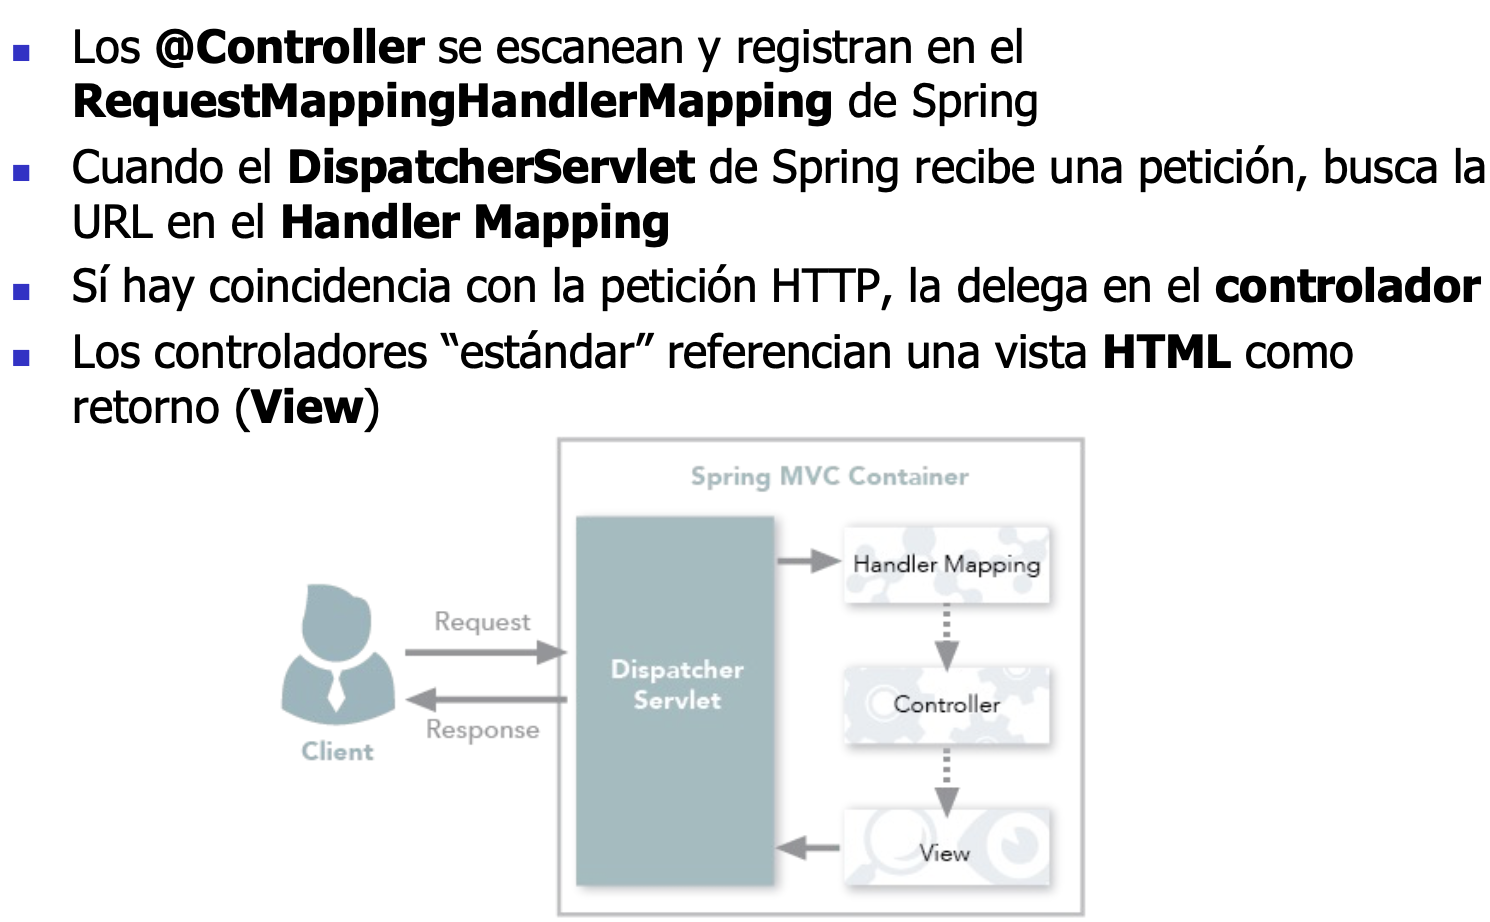 Los @Controller se escanean y registran en el
RequestMappingHandlerMapping de Spring
Cuando el DispatcherServlet de Spring recibe una petición, busca la
URL en el Handler Mapping
Sí hay coincidencia con la petición HTTP, la delega en el controlador
Los controladores “estándar” referencian una vista HTML como
retorno (View)
Spring MVC Container
Handler Mapping
Request
Dispatcher
Servlet
Controller
Response
Client
View